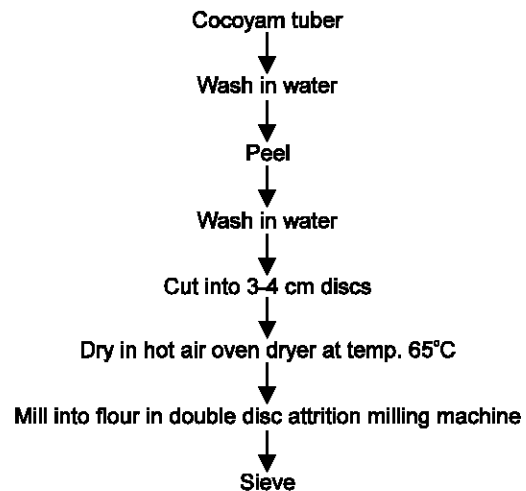 Cocoyam tuber
Wash in water
Peel
Wash in water
Cut into 3-4 cm discs
Dry in hot air oven dryer at temp. 65°C
Mill into flour in double disc attrition milling machine
Sieve